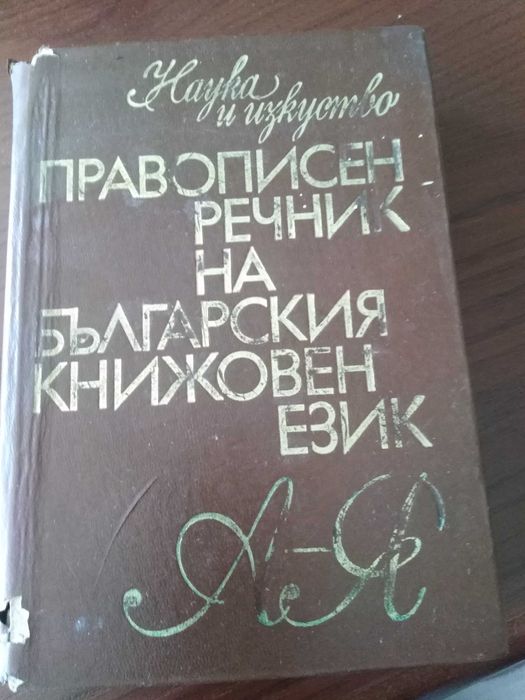 Наука
и изкуство
ПРАВОПИСЕН
РЕЧНИК
НА
БЪЛГАРСКИЯ
КНИЖОВЕН
ЕЗИК
А-Я